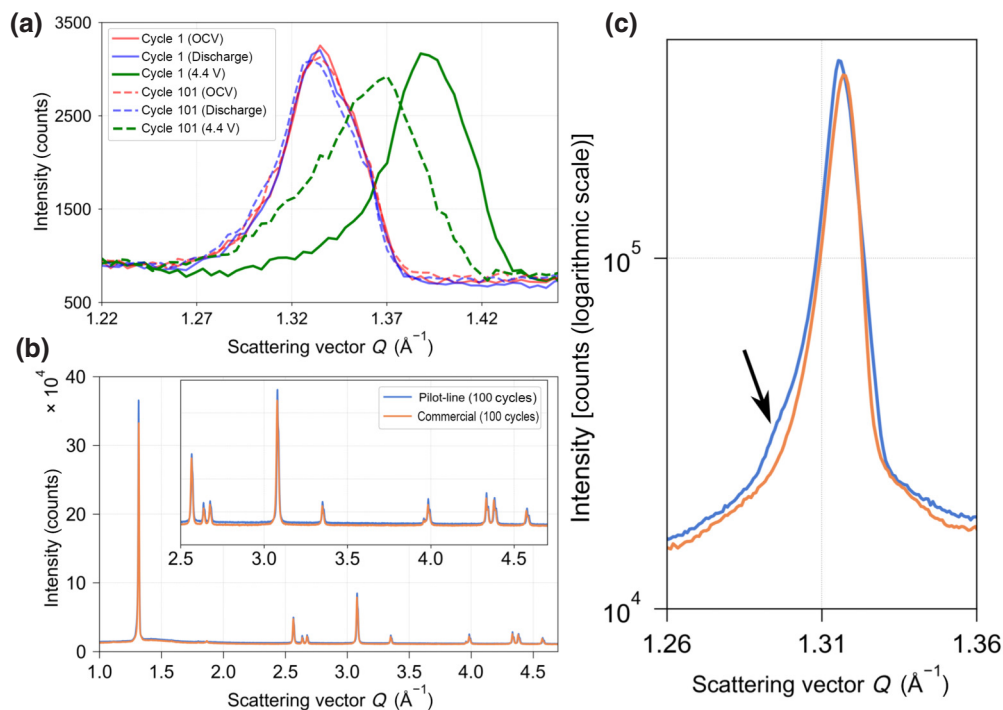 (a)
3500
2500
1500
500
Intensity (counts)
Cycle 1 (OCV)
Cycle 1 (Discharge)
Cycle 1 (4.4 V)
Cycle 101 (OCV)
Cycle 101 (Discharge)
Cycle 101 (4.4 V)
1.22 1.27 1.32 1.37 1.42
Scattering vector Q (Å⁻¹)
(b)
× 10⁴
40
30
20
10
0
Intensity (counts)
Pilot-line (100 cycles)
Commercial (100 cycles)
2.5 3.0 3.5 4.0 4.5
1.0 1.5 2.0 2.5 3.0 3.5 4.0 4.5
Scattering vector Q (Å⁻¹)
(c)
Intensity [counts (logarithmic scale)]
10⁵
10⁴
1.26 1.31 1.36
Scattering vector Q (Å⁻¹)